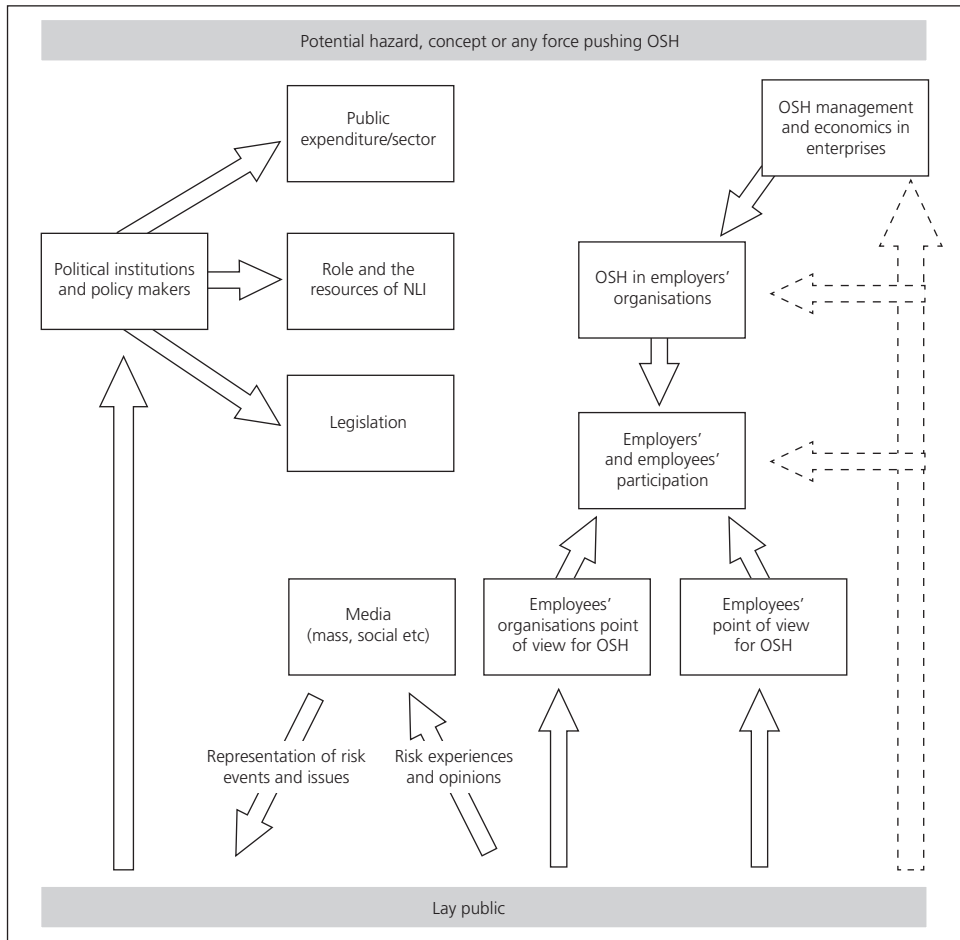 Potential hazard, concept or any force pushing OSH
Public
expenditure/sector
OSH management
and economics in
enterprises
Political institutions
and policy makers
Role and the
resources of NLI
OSH in employers’
organisations
Legislation
Employers’
and employees’
participation
Media
(mass, social etc)
Employees’
organisations point
of view for OSH
Employees’
point of view
for OSH
Representation of risk
events and issues
Risk experiences
and opinions
Lay public